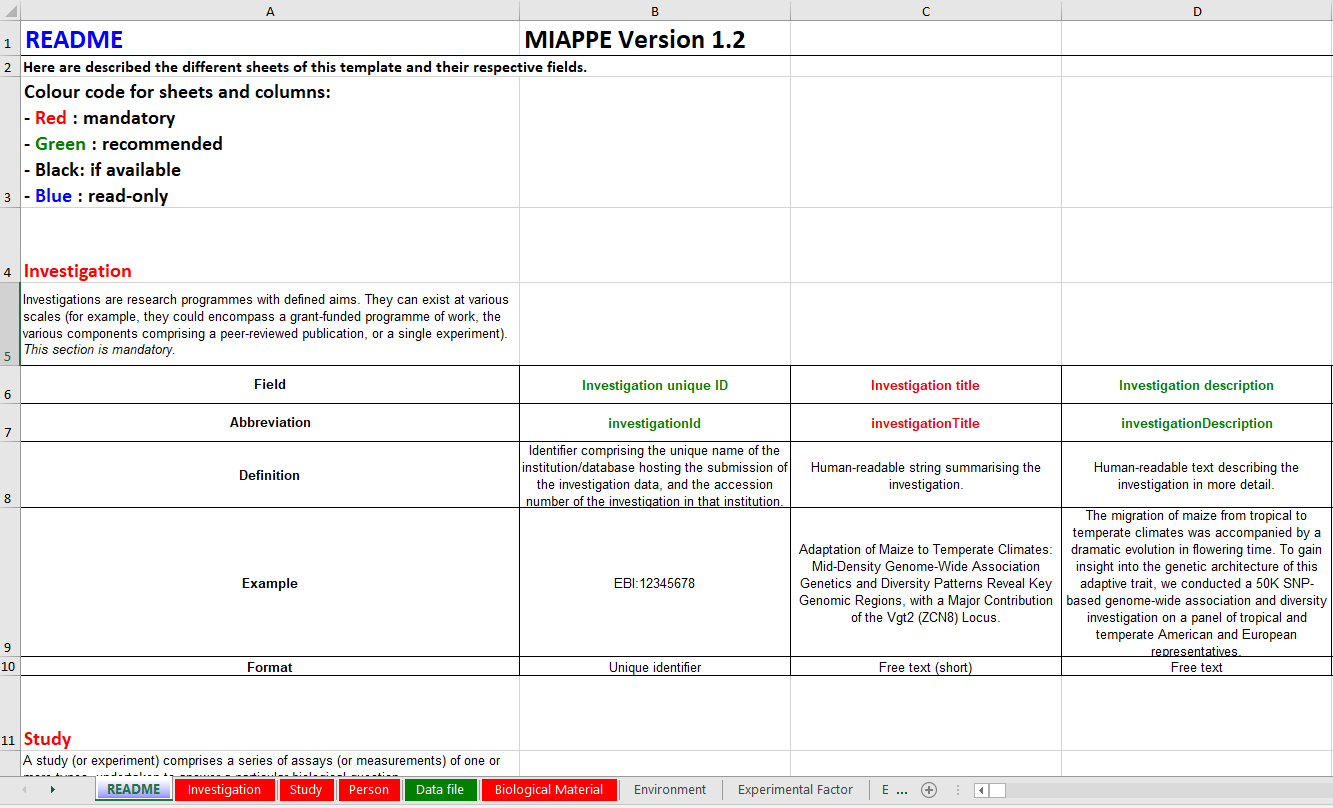 A B C D
1 README MIAPPE Version 1.2
2 Here are described the different sheets of this template and their respective fields.
Colour code for sheets and columns:
- Red : mandatory
- Green : recommended
- Black: if available
3 - Blue : read-only
4 Investigation
Investigations are research programmes with defined aims. They can exist at various
scales (for example, they could encompass a grant-funded programme of work, the
various components comprising a peer-reviewed publication, or a single experiment).
5 This section is mandatory.
6 Field Investigation unique ID Investigation title Investigation description
7 Abbreviation investigationId investigationTitle investigationDescription
8 Definition
Identifier comprising the unique name of the
institution/database hosting the submission of
the investigation data, and the accession
number of the investigation in that institution.
Human-readable string summarising the
investigation.
Human-readable text describing the
investigation in more detail.
9 Example
EBI:12345678
Adaptation of Maize to Temperate Climates:
Mid-Density Genome-Wide Association
Genetics and Diversity Patterns Reveal Key
Genomic Regions, with a Major Contribution
of the Vgt2 (ZCN8) Locus.
The migration of maize from tropical to
temperate climates was accompanied by a
dramatic evolution in flowering time. To gain
insight into the genetic architecture of this
adaptive trait, we conducted a 50K SNP-
based genome-wide association and diversity
investigation on a panel of tropical and
temperate American and European
representatives.
10 Format Unique identifier Free text (short) Free text
11 Study
A study (or experiment) comprises a series of assays (or measurements) of one or
more types, undertaken to answer a particular biological question.
README Investigation Study Person Data file Biological Material Environment Experimental Factor E ...